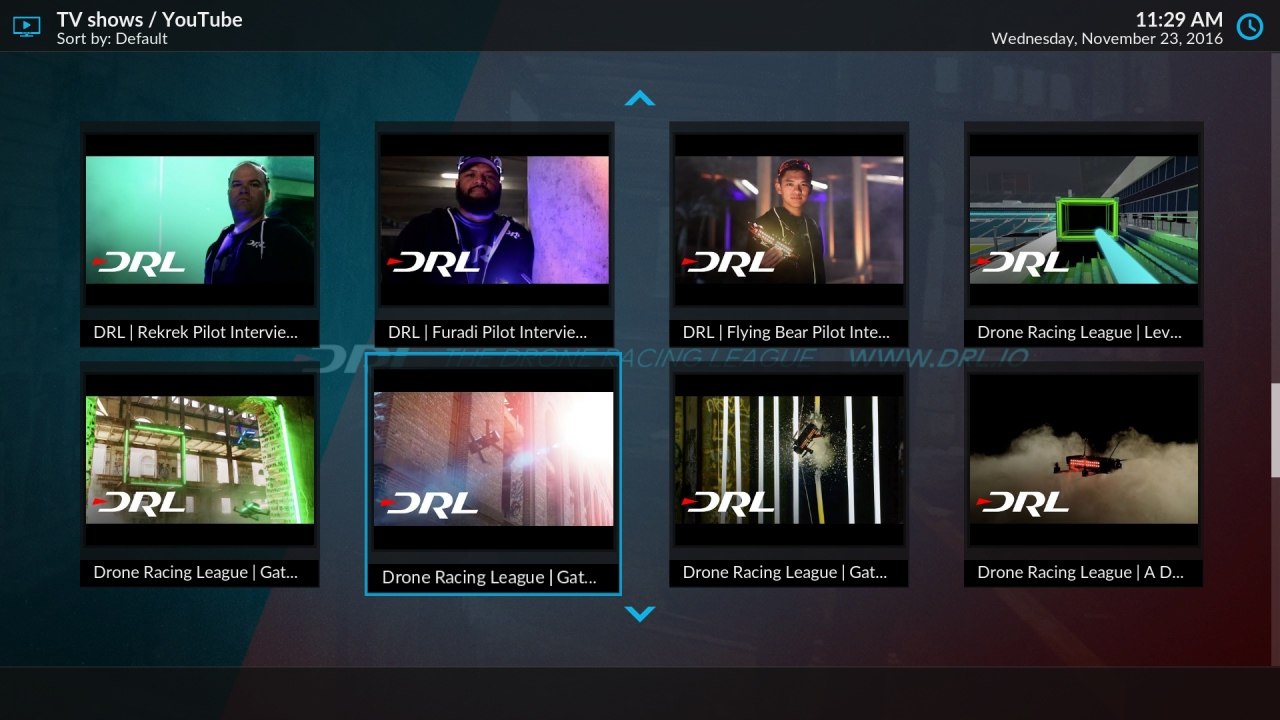 TV shows / YouTube
Sort by: Default
11:29 AM
Wednesday, November 23, 2016
DRL
DRL
DRL
DRL
DRL | Rekrek Pilot Intervie...
DRL | Furadi Pilot Intervie...
DRL | Flying Bear Pilot Inte...
Drone Racing League | Lev...
DRL THE DRONE RACING LEAGUE WWW.DRL.IO
DRL
DRL
DRL
DRL
Drone Racing League | Gat...
Drone Racing League | Gat...
Drone Racing League | Gat...
Drone Racing League | A D...